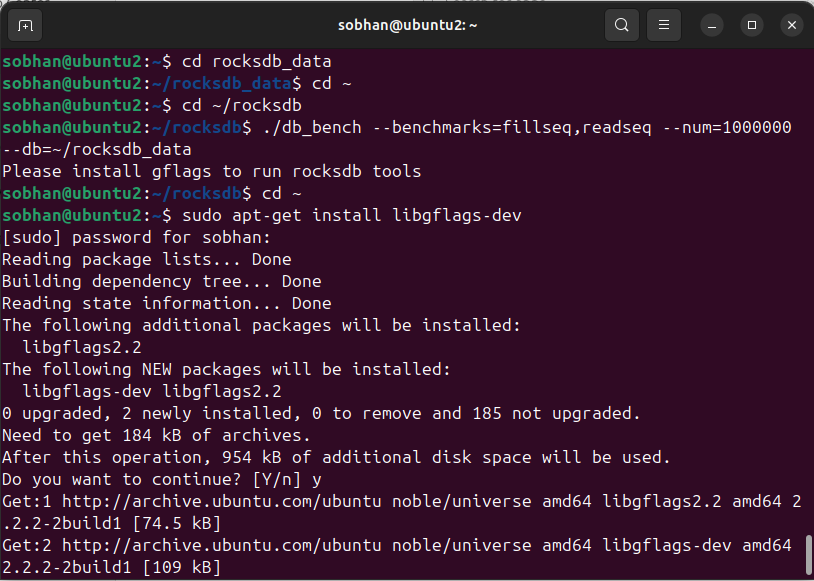 sobhan@ubuntu2: ~
sobhan@ubuntu2:~$ cd rocksdb_data
sobhan@ubuntu2:~/rocksdb_data$ cd ~
sobhan@ubuntu2:~$ cd ~/rocksdb
sobhan@ubuntu2:~/rocksdb$ ./db_bench --benchmarks=fillseq,readseq --num=1000000
--db=~/rocksdb_data
Please install gflags to run rocksdb tools
sobhan@ubuntu2:~/rocksdb$ cd ~
sobhan@ubuntu2:~$ sudo apt-get install libgflags-dev
[sudo] password for sobhan:
Reading package lists... Done
Building dependency tree... Done
Reading state information... Done
The following additional packages will be installed:
  libgflags2.2
The following NEW packages will be installed:
  libgflags-dev libgflags2.2
0 upgraded, 2 newly installed, 0 to remove and 185 not upgraded.
Need to get 184 kB of archives.
After this operation, 954 kB of additional disk space will be used.
Do you want to continue? [Y/n] y
Get:1 http://archive.ubuntu.com/ubuntu noble/universe amd64 libgflags2.2 amd64 2
.2.2-2build1 [74.5 kB]
Get:2 http://archive.ubuntu.com/ubuntu noble/universe amd64 libgflags-dev amd64
2.2.2-2build1 [109 kB]